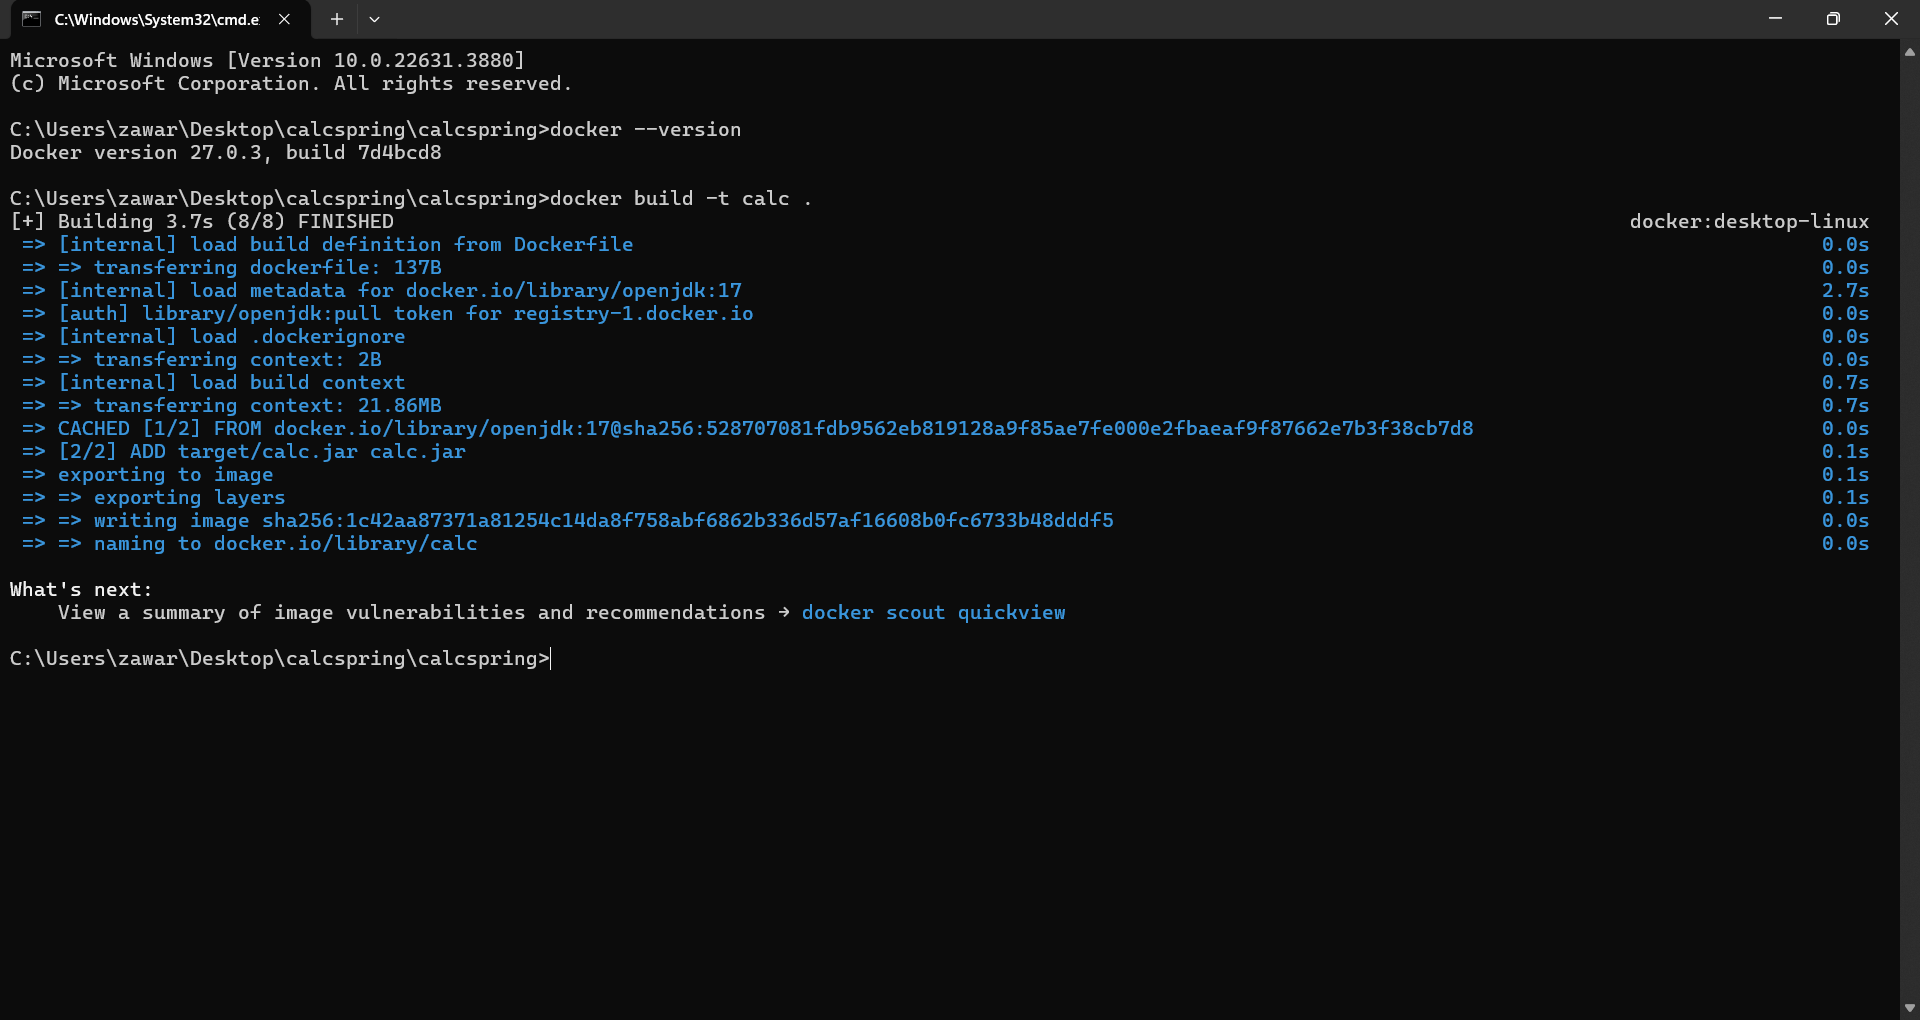 C:\Windows\System32\cmd.e
Microsoft Windows [Version 10.0.22631.3880]
(c) Microsoft Corporation. All rights reserved.
C:\Users\zawar\Desktop\calcspring\calcspring>docker --version
Docker version 27.0.3, build 7d4bcd8
C:\Users\zawar\Desktop\calcspring\calcspring>docker build -t calc .
[+] Building 3.7s (8/8) FINISHED docker:desktop-linux
=> [internal] load build definition from Dockerfile 0.0s
=> => transferring dockerfile: 137B 0.0s
=> [internal] load metadata for docker.io/library/openjdk:17 2.7s
=> [auth] library/openjdk:pull token for registry-1.docker.io 0.0s
=> [internal] load .dockerignore 0.0s
=> => transferring context: 2B 0.0s
=> [internal] load build context 0.7s
=> => transferring context: 21.86MB 0.7s
=> CACHED [1/2] FROM docker.io/library/openjdk:17@sha256:528707081fdb9562eb819128a9f85ae7fe000e2fbaeaf9f87662e7b3f38cb7d8 0.0s
=> [2/2] ADD target/calc.jar calc.jar 0.1s
=> exporting to image 0.1s
=> => exporting layers 0.1s
=> => writing image sha256:1c42aa87371a81254c14da8f758abf6862b336d57af16608b0fc6733b48dddf5 0.0s
=> => naming to docker.io/library/calc 0.0s
What's next:
View a summary of image vulnerabilities and recommendations → docker scout quickview
C:\Users\zawar\Desktop\calcspring\calcspring>